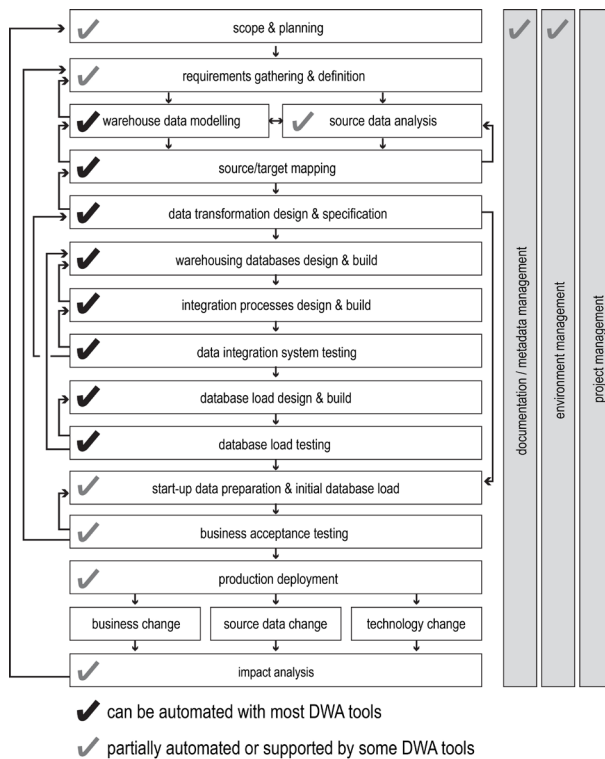 scope & planning
requirements gathering & definition
warehouse data modelling
source data analysis
source/target mapping
data transformation design & specification
warehousing databases design & build
integration processes design & build
data integration system testing
database load design & build
database load testing
start-up data preparation & initial database load
business acceptance testing
production deployment
business change
source data change
technology change
impact analysis
documentation / metadata management
environment management
project management
can be automated with most DWA tools
partially automated or supported by some DWA tools